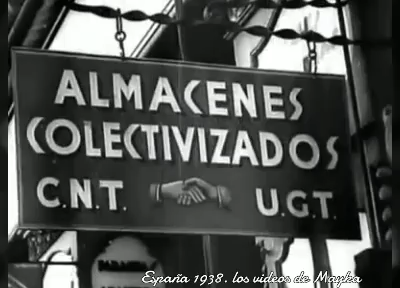 ALMACENES
COLECTIVIZADOS
C.N.T. U.G.T.
España 1938. los videos de Mayka